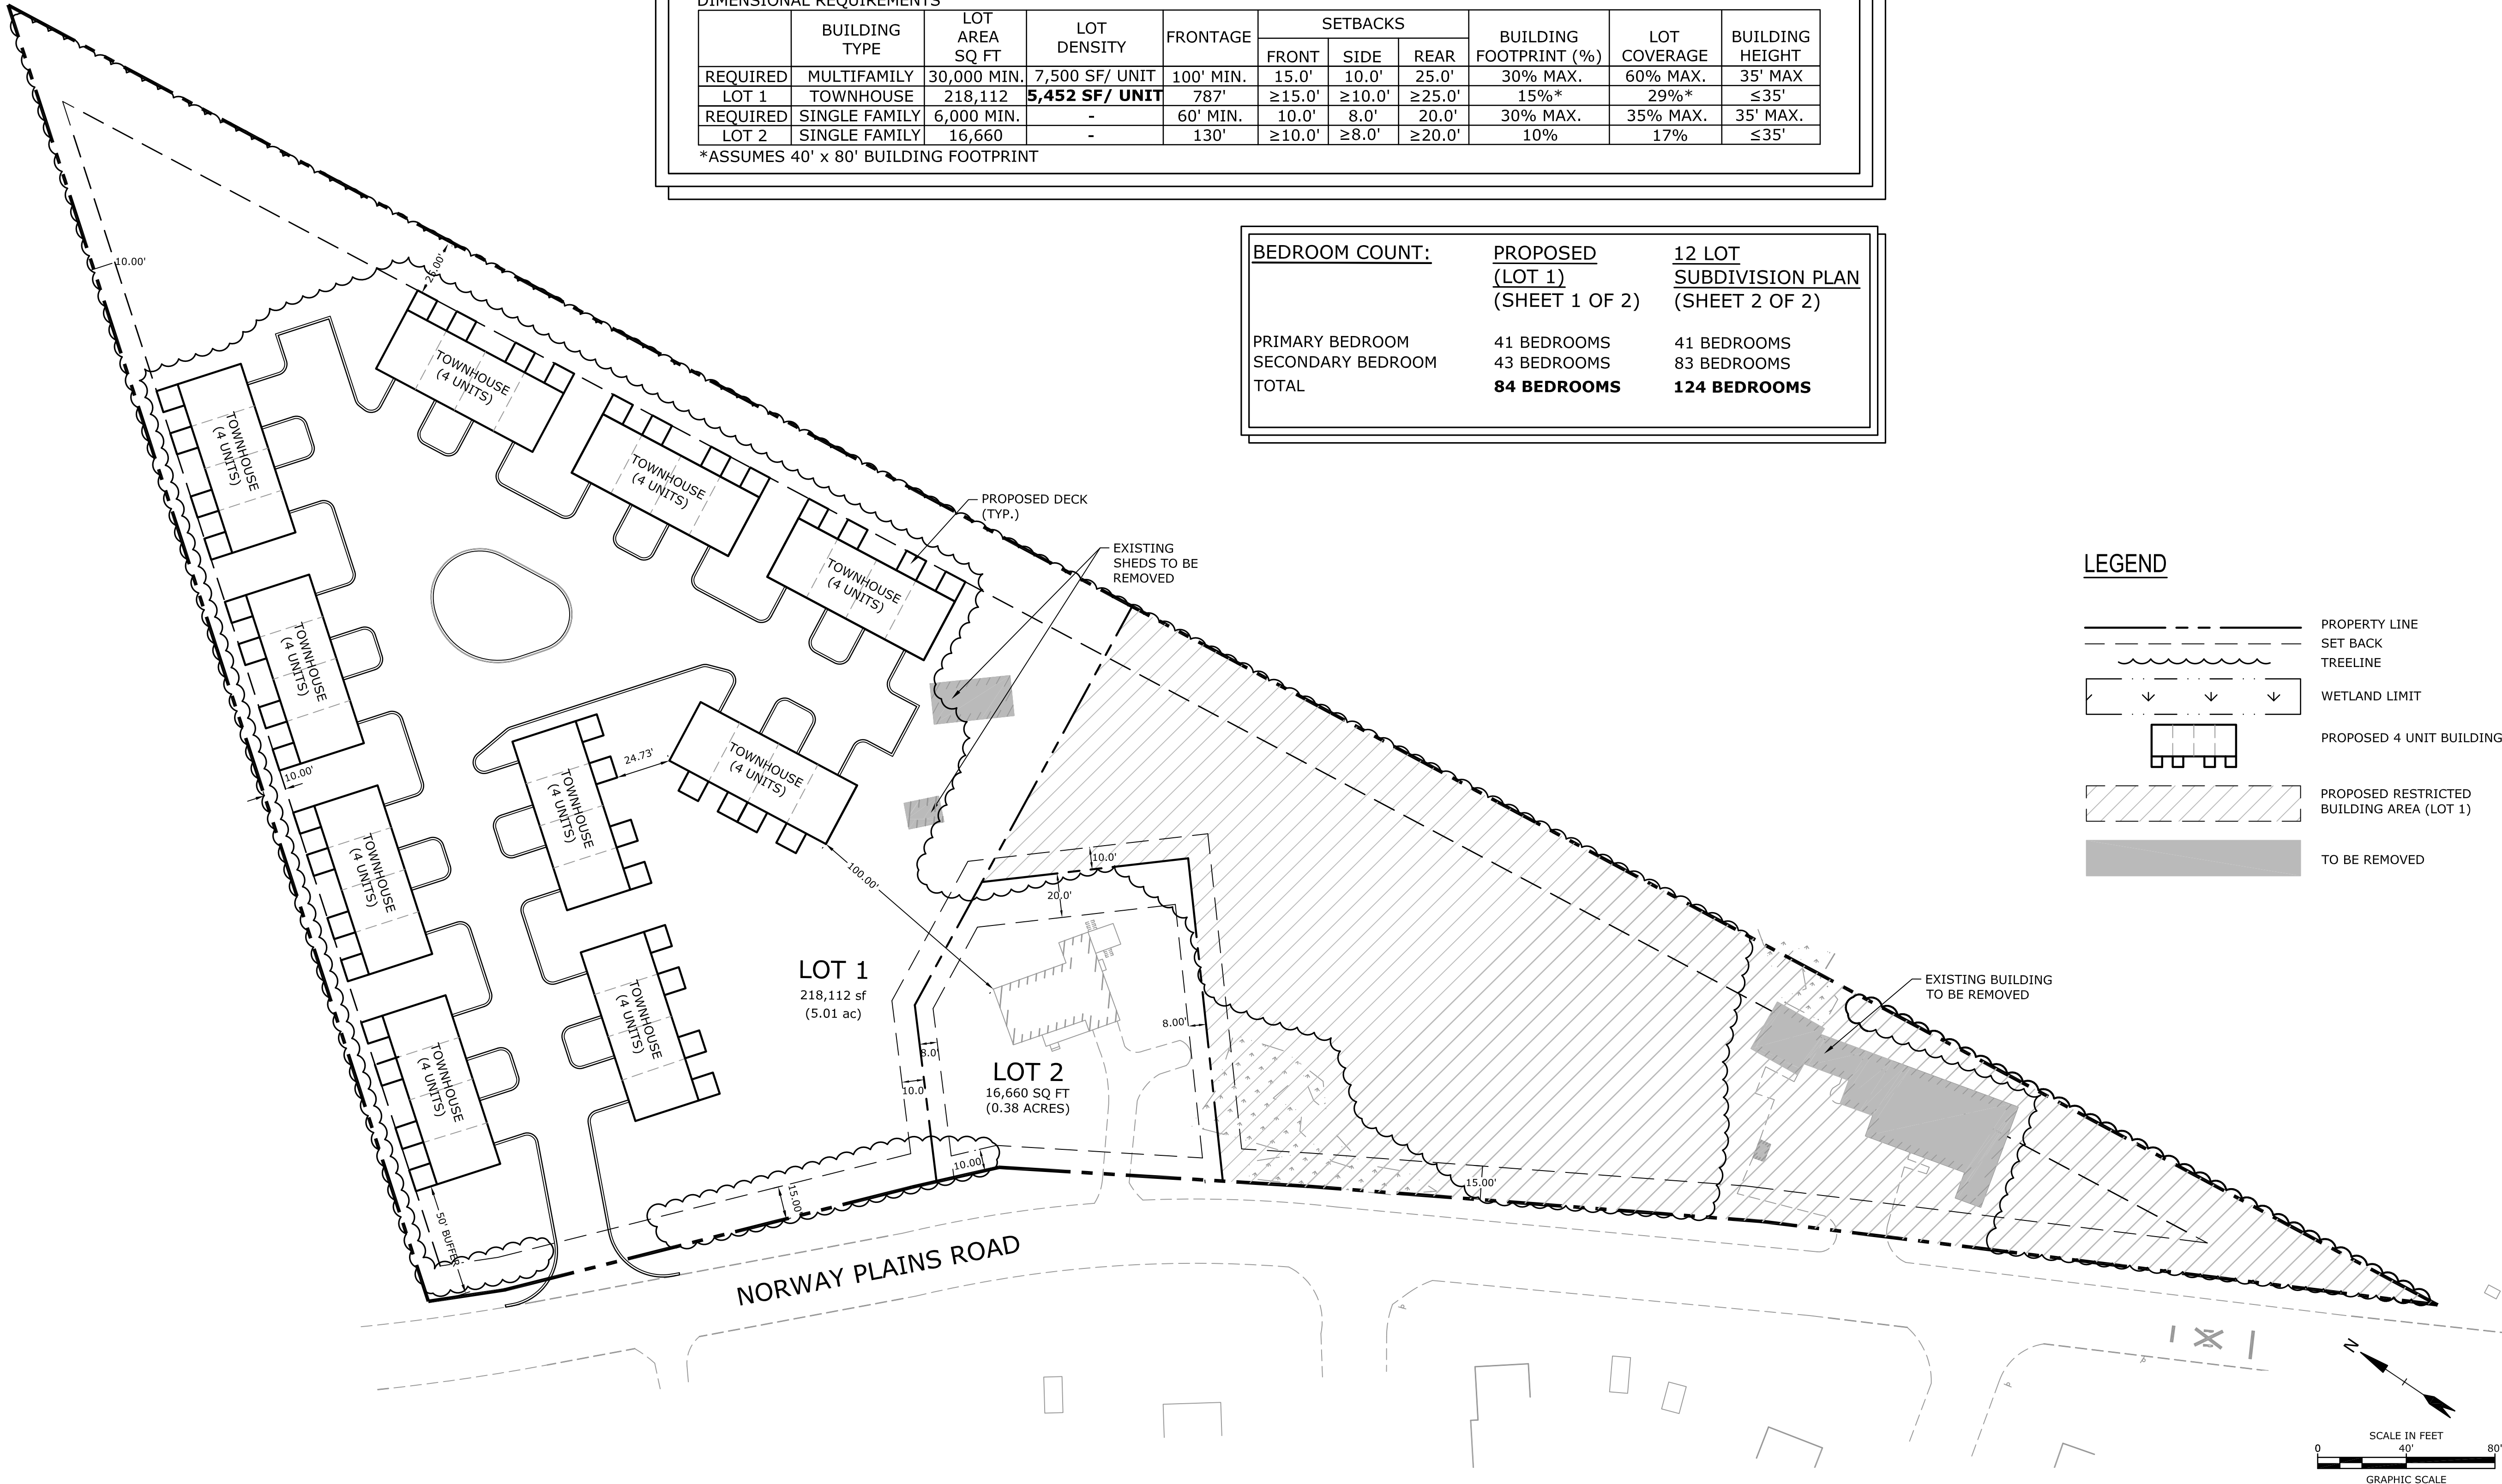 DIMENSIONAL REQUIREMENTS
BUILDING TYPE LOT AREA SQ FT LOT DENSITY FRONTAGE SETBACKS FRONT SIDE REAR BUILDING FOOTPRINT (%) LOT COVERAGE BUILDING HEIGHT
REQUIRED MULTIFAMILY 30,000 MIN. 7,500 SF/ UNIT 100' MIN. 15.0' 10.0' 25.0' 30% MAX. 60% MAX. 35' MAX
LOT 1 TOWNHOUSE 218,112 5,452 SF/ UNIT 787' ≥15.0' ≥10.0' ≥25.0' 15%* 29%* ≤35'
REQUIRED SINGLE FAMILY 6,000 MIN. - 60' MIN. 10.0' 8.0' 20.0' 30% MAX. 35% MAX. 35' MAX.
LOT 2 SINGLE FAMILY 16,660 - 130' ≥10.0' ≥8.0' ≥20.0' 10% 17% ≤35'
*ASSUMES 40' x 80' BUILDING FOOTPRINT
BEDROOM COUNT: PROPOSED 12 LOT
(LOT 1) SUBDIVISION PLAN
(SHEET 1 OF 2) (SHEET 2 OF 2)
PRIMARY BEDROOM 41 BEDROOMS 41 BEDROOMS
SECONDARY BEDROOM 43 BEDROOMS 83 BEDROOMS
TOTAL 84 BEDROOMS 124 BEDROOMS
10.00'
25.00'
TOWNHOUSE
(4 UNITS)
TOWNHOUSE
(4 UNITS)
TOWNHOUSE
(4 UNITS)
TOWNHOUSE
(4 UNITS)
PROPOSED DECK
(TYP.)
EXISTING
SHEDS TO BE
REMOVED
TOWNHOUSE
(4 UNITS)
10.00'
24.73'
TOWNHOUSE
(4 UNITS)
TOWNHOUSE
(4 UNITS)
TOWNHOUSE
(4 UNITS)
TOWNHOUSE
(4 UNITS)
TOWNHOUSE
(4 UNITS)
100.00'
10.0'
20.0'
LOT 1
218,112 sf
(5.01 ac)
8.00'
8.0'
10.0'
LOT 2
16,660 SQ FT
(0.38 ACRES)
10.00'
15.00'
15.00'
50' BUFFER
EXISTING BUILDING
TO BE REMOVED
NORWAY PLAINS ROAD
LEGEND
PROPERTY LINE
SET BACK
TREELINE
WETLAND LIMIT
PROPOSED 4 UNIT BUILDING
PROPOSED RESTRICTED
BUILDING AREA (LOT 1)
TO BE REMOVED
N
SCALE IN FEET
0 40' 80'
GRAPHIC SCALE